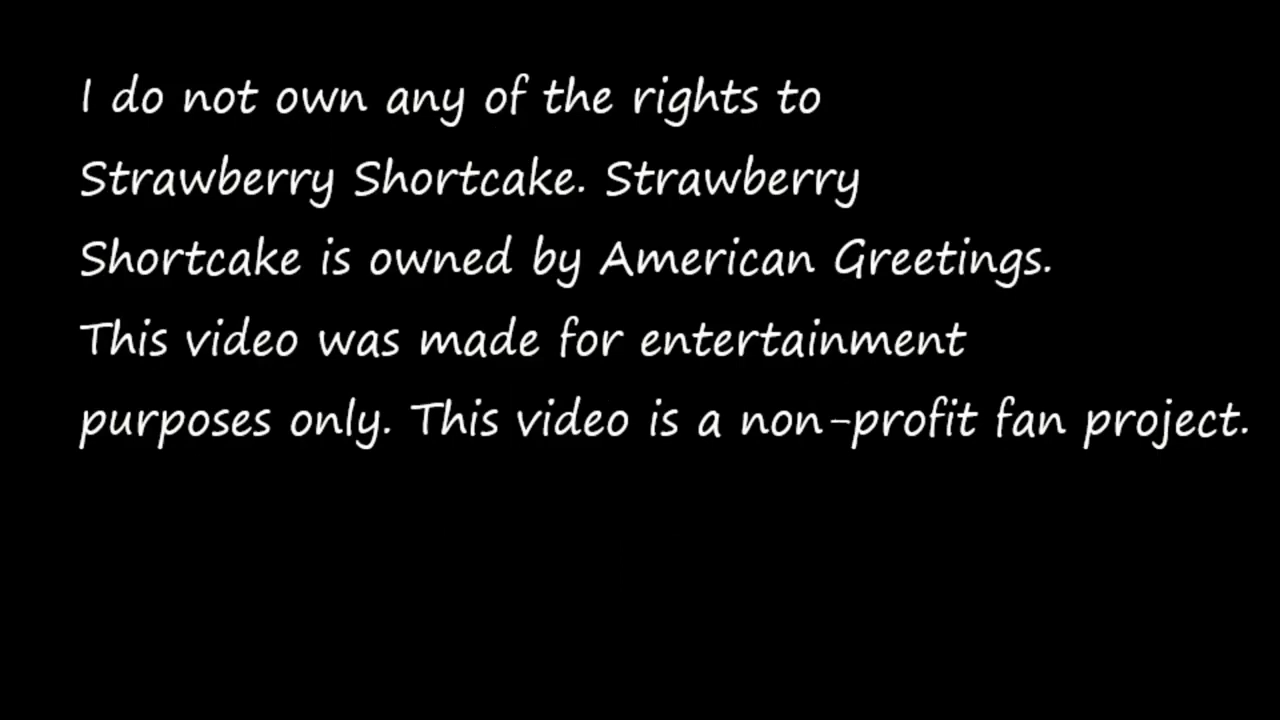 I do not own any of the rights to
Strawberry Shortcake. Strawberry
Shortcake is owned by American Greetings.
This video was made for entertainment
purposes only. This video is a non-profit fan project.